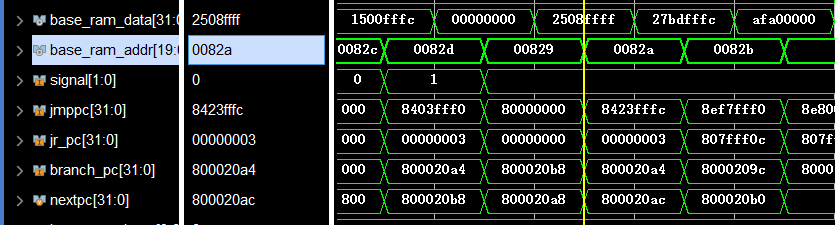 base_ram_data[31:0] 2508ffff 1500fffc 00000000 2508ffff 27bdfffc afa00000
base_ram_addr[19:0 0082a 0082c 0082d 00829 0082a 0082b
signal[1:0] 0 0 1
jmppc[31:0] 8423fffc 000 8403fff0 80000000 8423fffc 8ef7fff0 8e80
jr_pc[31:0] 00000003 000 00000003 00000000 00000003 807fff0c 807f
branch_pc[31:0] 800020a4 000 800020a4 800020b8 800020a4 8000209c 8000
nextpc[31:0] 800020ac 800 800020b8 800020a8 800020ac 800020b0